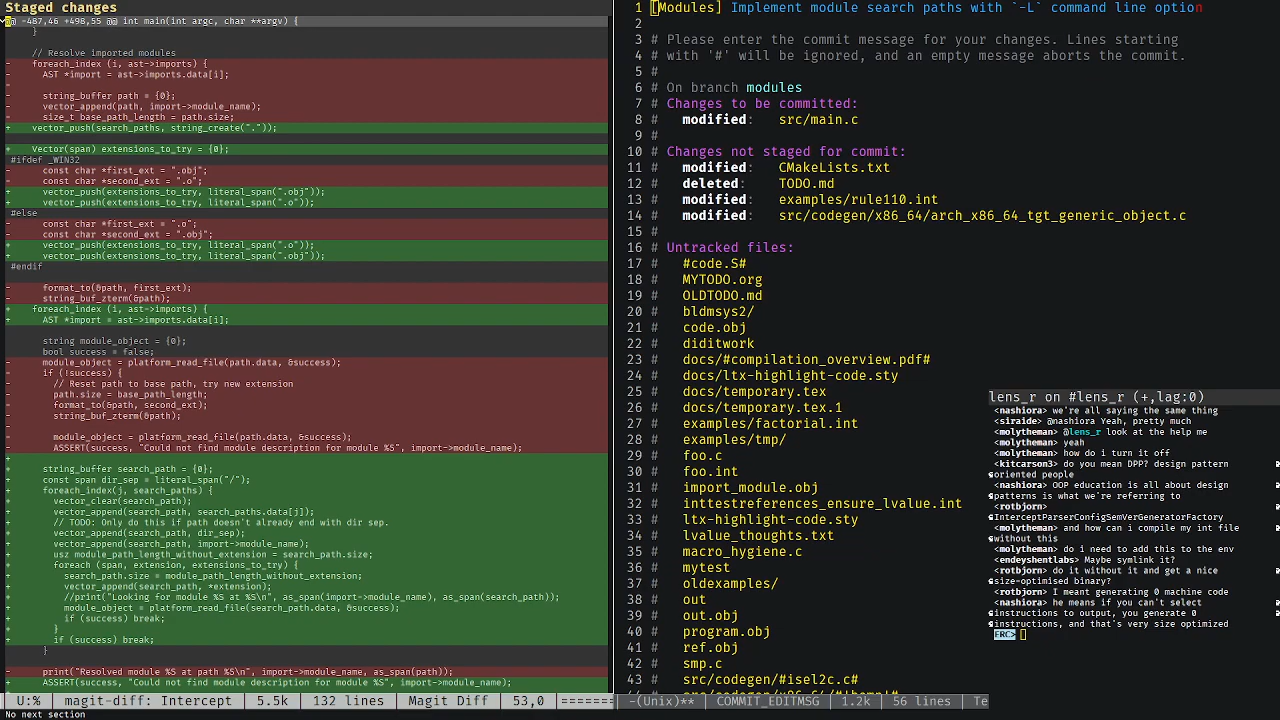 Staged changes
@ -487,46 +498,55 @@ int main(int argc, char **argv) {
    }

    // Resolve imported modules
-    foreach_index (i, ast->imports) {
-      AST *import = ast->imports.data[i];
-
-      string_buffer path = {0};
-      vector_append(path, import->module_name);
-      size_t base_path_length = path.size;
+    vector_push(search_paths, string_create("."));

+    Vector(span) extensions_to_try = {0};
#ifdef _WIN32
-      const char *first_ext = ".obj";
-      const char *second_ext = ".o";
+      vector_push(extensions_to_try, literal_span(".obj"));
+      vector_push(extensions_to_try, literal_span(".o"));
#else
-      const char *first_ext = ".o";
-      const char *second_ext = ".obj";
+      vector_push(extensions_to_try, literal_span(".o"));
+      vector_push(extensions_to_try, literal_span(".obj"));
#endif

-      format_to(&path, first_ext);
-      string_buf_zterm(&path);
+    foreach_index (i, ast->imports) {
+      AST *import = ast->imports.data[i];

      string module_object = {0};
      bool success = false;
-      module_object = platform_read_file(path.data, &success);
-      if (!success) {
-        // Reset path to base path, try new extension
-        path.size = base_path_length;
-        format_to(&path, second_ext);
-        string_buf_zterm(&path);
-
-        module_object = platform_read_file(path.data, &success);
-        ASSERT(success, "Could not find module description for module %S", import->module_name);
+
+      string_buffer search_path = {0};
+      const span dir_sep = literal_span("/");
+      foreach_index(j, search_paths) {
+        vector_clear(search_path);
+        vector_append(search_path, search_paths.data[j]);
+        // TODO: Only do this if path doesn't already end with dir sep.
+        vector_append(search_path, dir_sep);
+        vector_append(search_path, import->module_name);
+        usz module_path_length_without_extension = search_path.size;
+        foreach (span, extension, extensions_to_try) {
+          search_path.size = module_path_length_without_extension;
+          vector_append(search_path, *extension);
+          //print("Looking for module %S at %S\n", as_span(import->module_name), as_span(search_path));
+          module_object = platform_read_file(search_path.data, &success);
+          if (success) break;
+        }
+        if (success) break;
      }

-      print("Resolved module %S at path %S\n", import->module_name, as_span(path));
+      ASSERT(success, "Could not find module description for module %S", import->module_name);
U:%  magit-diff: Intercept  5.5k  132 lines  Magit Diff  53,0  ======
No next section
1 [Modules] Implement module search paths with `-L` command line option
2
3 # Please enter the commit message for your changes. Lines starting
4 # with '#' will be ignored, and an empty message aborts the commit.
5 #
6 # On branch modules
7 # Changes to be committed:
8 #   modified:   src/main.c
9 #
10 # Changes not staged for commit:
11 #   modified:   CMakeLists.txt
12 #   deleted:    TODO.md
13 #   modified:   examples/rule110.int
14 #   modified:   src/codegen/x86_64/arch_x86_64_tgt_generic_object.c
15 #
16 # Untracked files:
17 #   #code.S#
18 #   MYTODO.org
19 #   OLDTODO.md
20 #   bldmsys2/
21 #   code.obj
22 #   diditwork
23 #   docs/#compilation_overview.pdf#
24 #   docs/ltx-highlight-code.sty
25 #   docs/temporary.tex
26 #   docs/temporary.tex.1
27 #   examples/factorial.int
28 #   examples/tmp/
29 #   foo.c
30 #   foo.int
31 #   import_module.obj
32 #   inttestreferences_ensure_lvalue.int
33 #   ltx-highlight-code.sty
34 #   lvalue_thoughts.txt
35 #   macro_hygiene.c
36 #   mytest
37 #   oldexamples/
38 #   out
39 #   out.obj
40 #   program.obj
41 #   ref.obj
42 #   smp.c
43 #   src/codegen/#isel2c.c#
-(Unix)**  COMMIT_EDITMSG  1.2k  56 lines  Te
lens_r on #lens_r (+,lag:0)
<nashiora> we're all saying the same thing
<siraide> @nashiora Yeah, pretty much
<molytheman> @lens_r look at the help me
<molytheman> yeah
<molytheman> how do i turn it off
<kitcarson3> do you mean DPP? design pattern
oriented people
<nashiora> OOP education is all about design
patterns is what we're referring to
<rotbjorn>
InterceptParserConfigSemVerGeneratorFactory
<molytheman> and how can i compile my int file
without this
<molytheman> do i need to add this to the env
<endeyshentlabs> Maybe symlink it?
<rotbjorn> do it without it and get a nice
size-optimised binary?
<rotbjorn> I meant generating 0 machine code
<nashiora> he means if you can't select
instructions to output, you generate 0
instructions, and that's very size optimized
ERC>